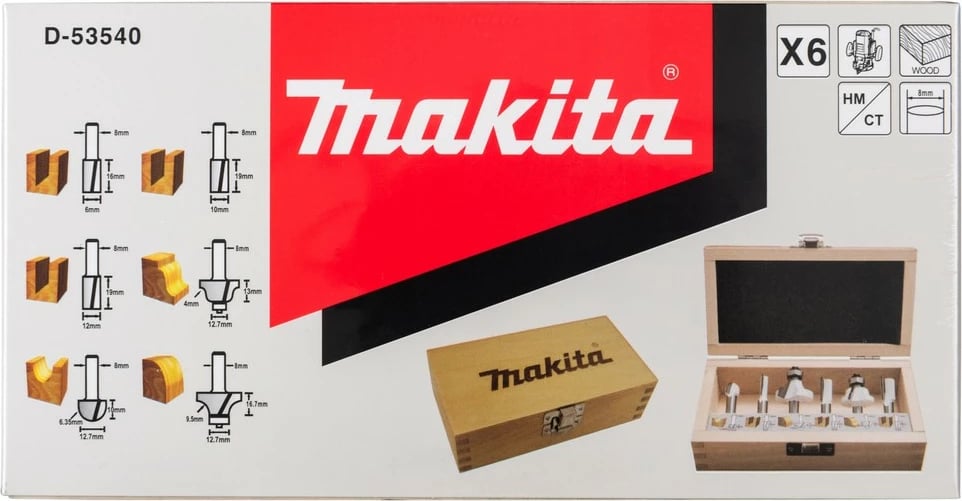 D-53540
Makita®
X6
WOOD
HM
CT
8mm
8mm
16mm
6mm
8mm
19mm
10mm
8mm
19mm
12mm
8mm
13mm
4mm
12.7mm
8mm
10mm
6.35mm
12.7mm
8mm
16.7mm
9.5mm
12.7mm
Makita®